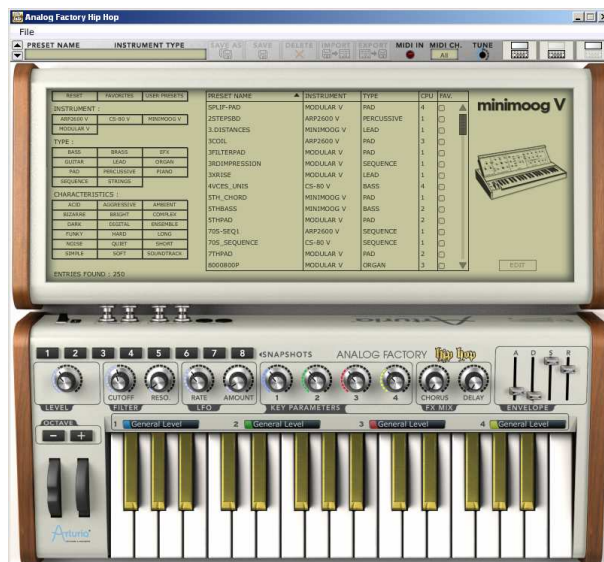 Analog Factory Hip Hop
File
PRESET NAME INSTRUMENT TYPE SAVE AS SAVE DELETE IMPORT EXPORT MIDI IN MIDI CH. TUNE
All
RESET FAVORITES USER PRESETS
INSTRUMENT :
ARP2600 V CS-80 V MINIMOOG V
MODULAR V
TYPE :
BASS BRASS EFX
GUITAR LEAD ORGAN
PAD PERCUSSIVE PIANO
SEQUENCE STRINGS
CHARACTERISTICS :
ACID AGGRESSIVE AMBIENT
BIZARRE BRIGHT COMPLEX
DARK DIGITAL ENSEMBLE
FUNKY HARD LONG
NOISE QUIET SHORT
SIMPLE SOFT SOUNDTRACK
ENTRIES FOUND : 250
PRESET NAME INSTRUMENT TYPE CPU FAV.
SPLIF-PAD MODULAR V PAD 4
2STEPSBD ARP2600 V PERCUSSIVE 1
3.DISTANCES MINIMOOG V LEAD 1
3COIL ARP2600 V PAD 3
3FILTERPAD MODULAR V PAD 1
3RDIMPRESSION MODULAR V SEQUENCE 1
3XRISE MODULAR V LEAD 1
4VCES_UNIS CS-80 V BASS 4
5TH_CHORD MINIMOOG V PAD 1
5THBASS MINIMOOG V BASS 2
5THPAD MODULAR V PAD 2
70S-SEQ1 ARP2600 V SEQUENCE 1
70S_SEQUENCE CS-80 V SEQUENCE 1
7THPAD MODULAR V PAD 2
8000800P MODULAR V ORGAN 3
minimoog V
EDIT
Arturia
1 2 3 4 5 6 7 8 SNAPSHOTS ANALOG FACTORY Hip Hop
A D S R
CUTOFF RESO. RATE AMOUNT 1 2 3 4 CHORUS DELAY
LEVEL FILTER LFO KEY PARAMETERS FX MIX ENVELOPE
OCTAVE
1 General Level 2 General Level 3 General Level 4 General Level
- +
Arturia